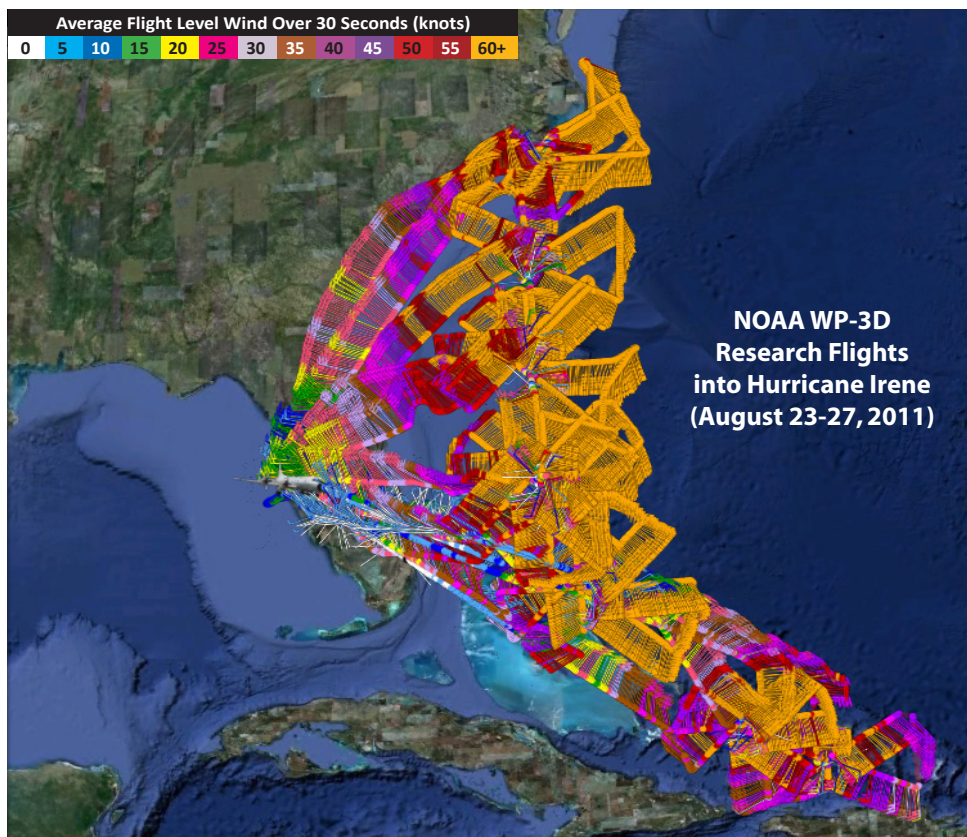 Average Flight Level Wind Over 30 Seconds (knots)
0 5 10 15 20 25 30 35 40 45 50 55 60+
NOAA WP-3D
Research Flights
into Hurricane Irene
(August 23-27, 2011)